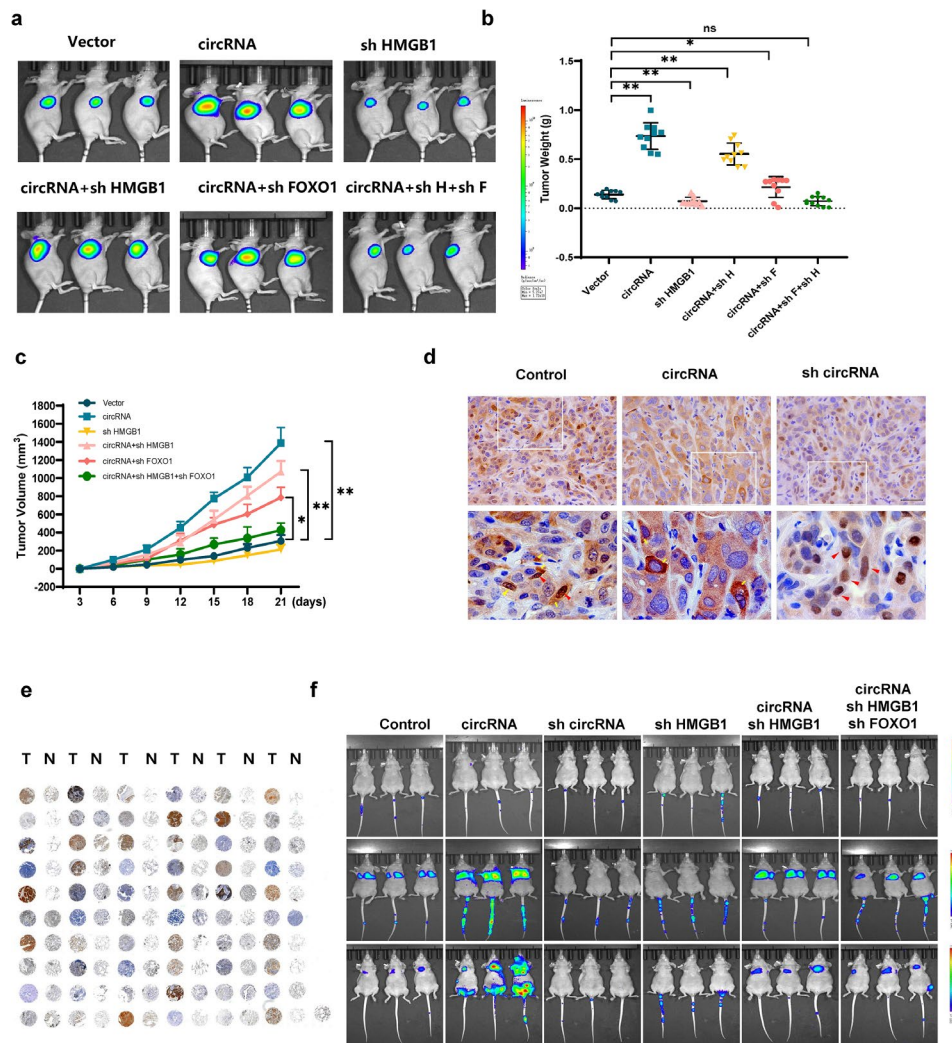 a
Vector
circRNA
sh HMGB1
circRNA+sh HMGB1
circRNA+sh FOXO1
circRNA+sh H+sh F
b
ns
*
**
**
**
Tumor Weight (g)
1.5
1.0
0.5
0.0
-0.5
Vector
circRNA
sh HMGB1
circRNA+sh H
circRNA+sh F
circRNA+sh F+sh H
Luminescence
c
Vector
circRNA
sh HMGB1
circRNA+sh HMGB1
circRNA+sh FOXO1
circRNA+sh HMGB1+sh FOXO1
Tumor Volume (mm³)
1800
1600
1400
1200
1000
800
600
400
200
0
-200
3 6 9 12 15 18 21 (days)
* ** **
d
Control circRNA sh circRNA
e
T N T N T N T N T N T N
f
Control
circRNA
sh circRNA
sh HMGB1
circRNA
sh HMGB1
circRNA
sh HMGB1
sh FOXO1